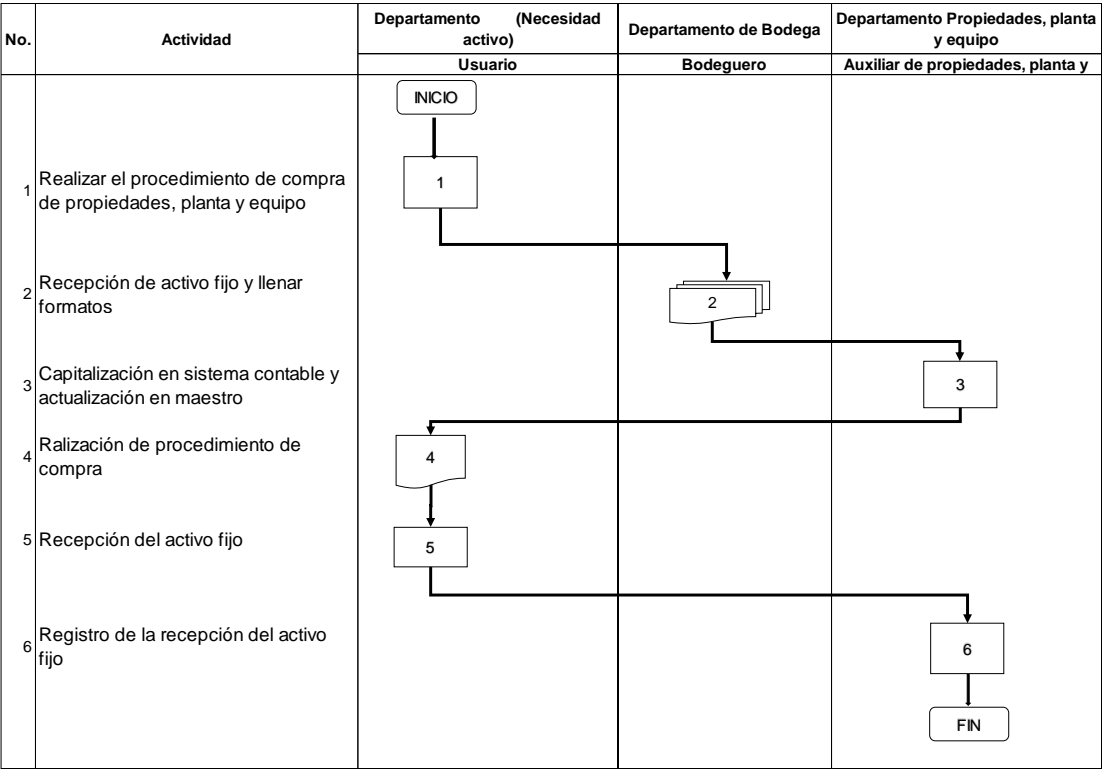 No.
Actividad
Departamento (Necesidad
activo)
Departamento de Bodega
Departamento Propiedades, planta
y equipo
Usuario
Bodeguero
Auxiliar de propiedades, planta y
INICIO
1
Realizar el procedimiento de compra
de propiedades, planta y equipo
1
2
Recepción de activo fijo y llenar
formatos
2
3
Capitalización en sistema contable y
actualización en maestro
3
4
Ralización de procedimiento de
compra
4
5
Recepción del activo fijo
5
6
Registro de la recepción del activo
fijo
6
FIN